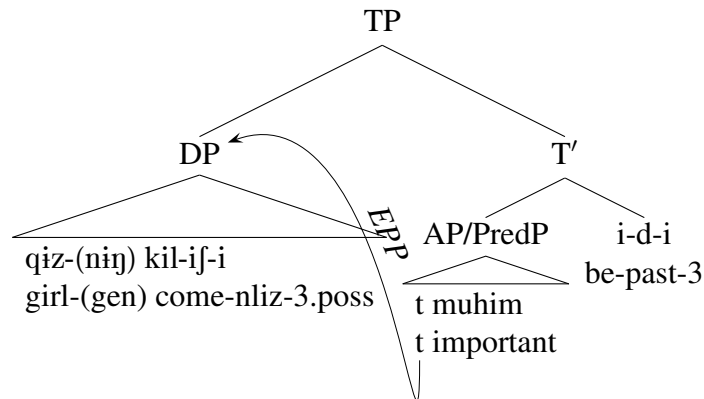 TP
DP
T′
EPP
AP/PredP
i-d-i
be-past-3
qɨz-(nɨŋ) kil-iʃ-i
girl-(gen) come-nliz-3.poss
t muhim
t important